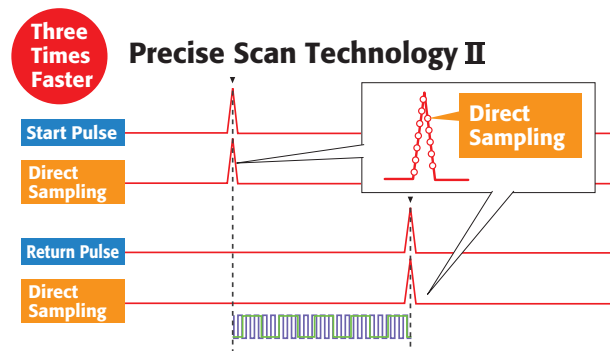 Three
Times
Faster
Precise Scan Technology II
Direct
Sampling
Start Pulse
Direct
Sampling
Return Pulse
Direct
Sampling